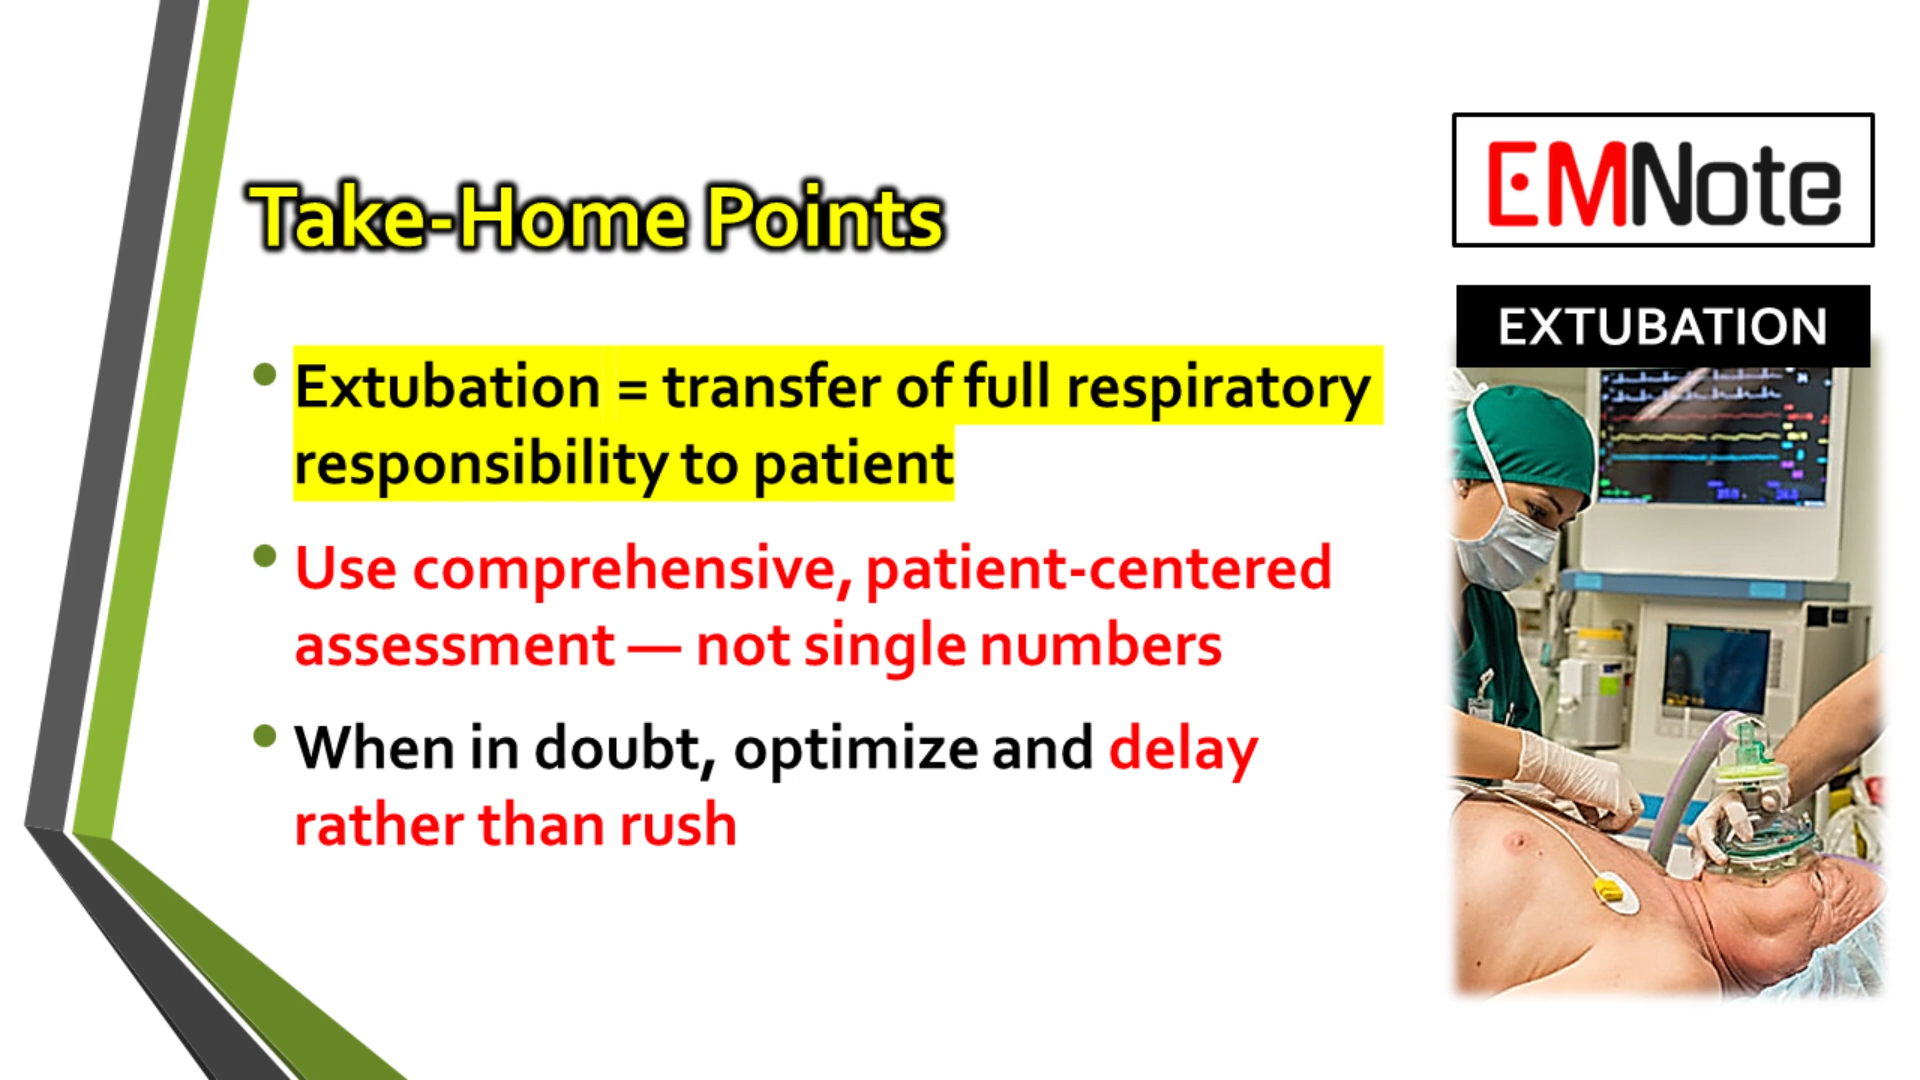 Take-Home Points
• Extubation = transfer of full respiratory
responsibility to patient
• Use comprehensive, patient-centered
assessment — not single numbers
• When in doubt, optimize and delay
rather than rush
EMNote
EXTUBATION